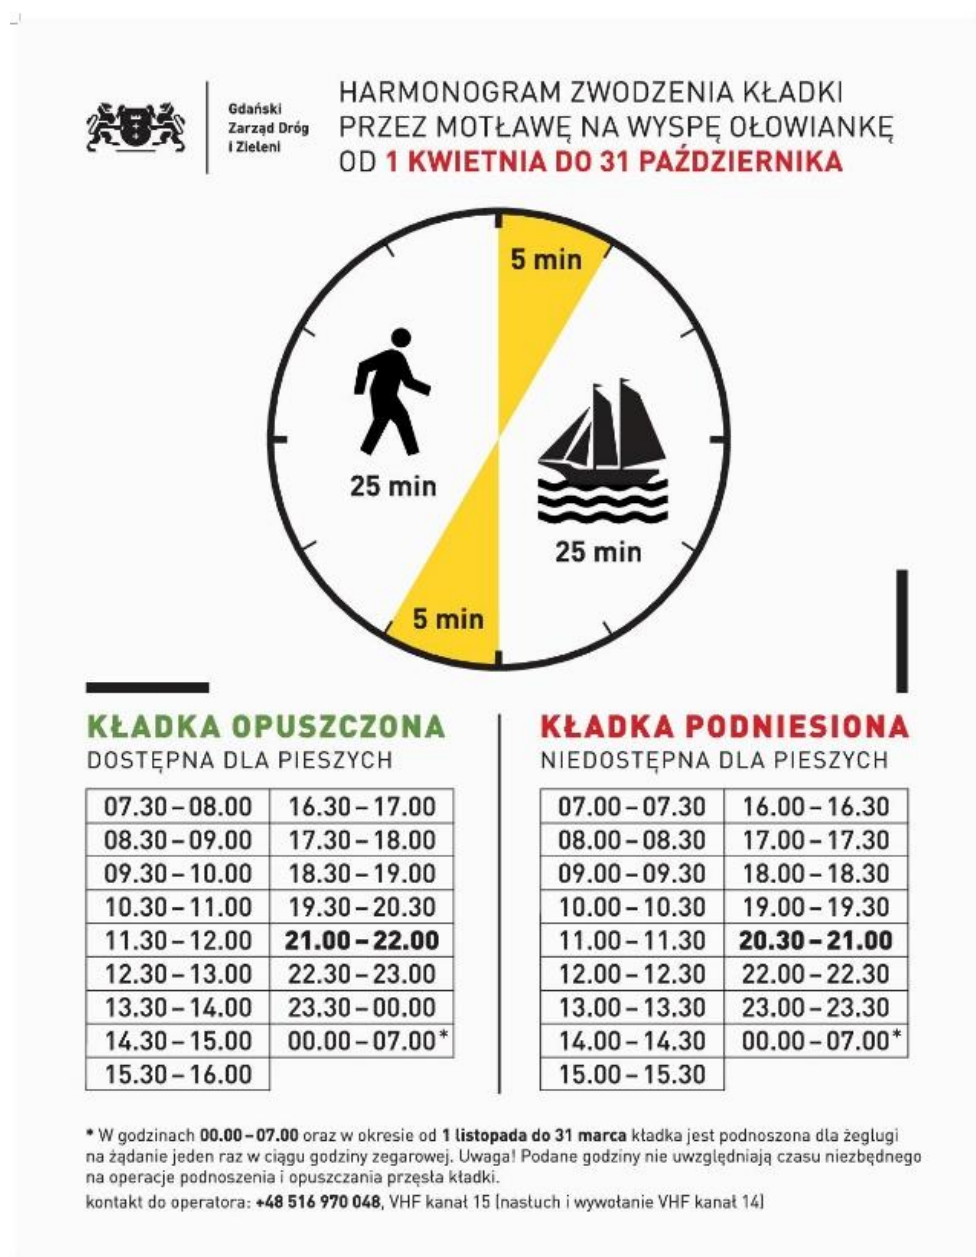 Gdański
Zarząd Dróg
i Zieleni
HARMONOGRAM ZWODZENIA KŁADKI
PRZEZ MOTŁAWĘ NA WYSPĘ OŁOWIANKĘ
OD 1 KWIETNIA DO 31 PAŹDZIERNIKA
5 min
25 min
25 min
5 min
KŁADKA OPUSZCZONA
DOSTĘPNA DLA PIESZYCH
07.30 – 08.00 16.30 – 17.00
08.30 – 09.00 17.30 – 18.00
09.30 – 10.00 18.30 – 19.00
10.30 – 11.00 19.30 – 20.30
11.30 – 12.00 21.00 – 22.00
12.30 – 13.00 22.30 – 23.00
13.30 – 14.00 23.30 – 00.00
14.30 – 15.00 00.00 – 07.00*
15.30 – 16.00
KŁADKA PODNIESIONA
NIEDOSTĘPNA DLA PIESZYCH
07.00 – 07.30 16.00 – 16.30
08.00 – 08.30 17.00 – 17.30
09.00 – 09.30 18.00 – 18.30
10.00 – 10.30 19.00 – 19.30
11.00 – 11.30 20.30 – 21.00
12.00 – 12.30 22.00 – 22.30
13.00 – 13.30 23.00 – 23.30
14.00 – 14.30 00.00 – 07.00*
15.00 – 15.30
* W godzinach 00.00 – 07.00 oraz w okresie od 1 listopada do 31 marca kładka jest podnoszona dla żeglugi
na żądanie jeden raz w ciągu godziny zegarowej. Uwaga! Podane godziny nie uwzględniają czasu niezbędnego
na operacje podnoszenia i opuszczania przęsła kładki.
kontakt do operatora: +48 516 970 048, VHF kanał 15 (nasłuch i wywołanie VHF kanał 14)